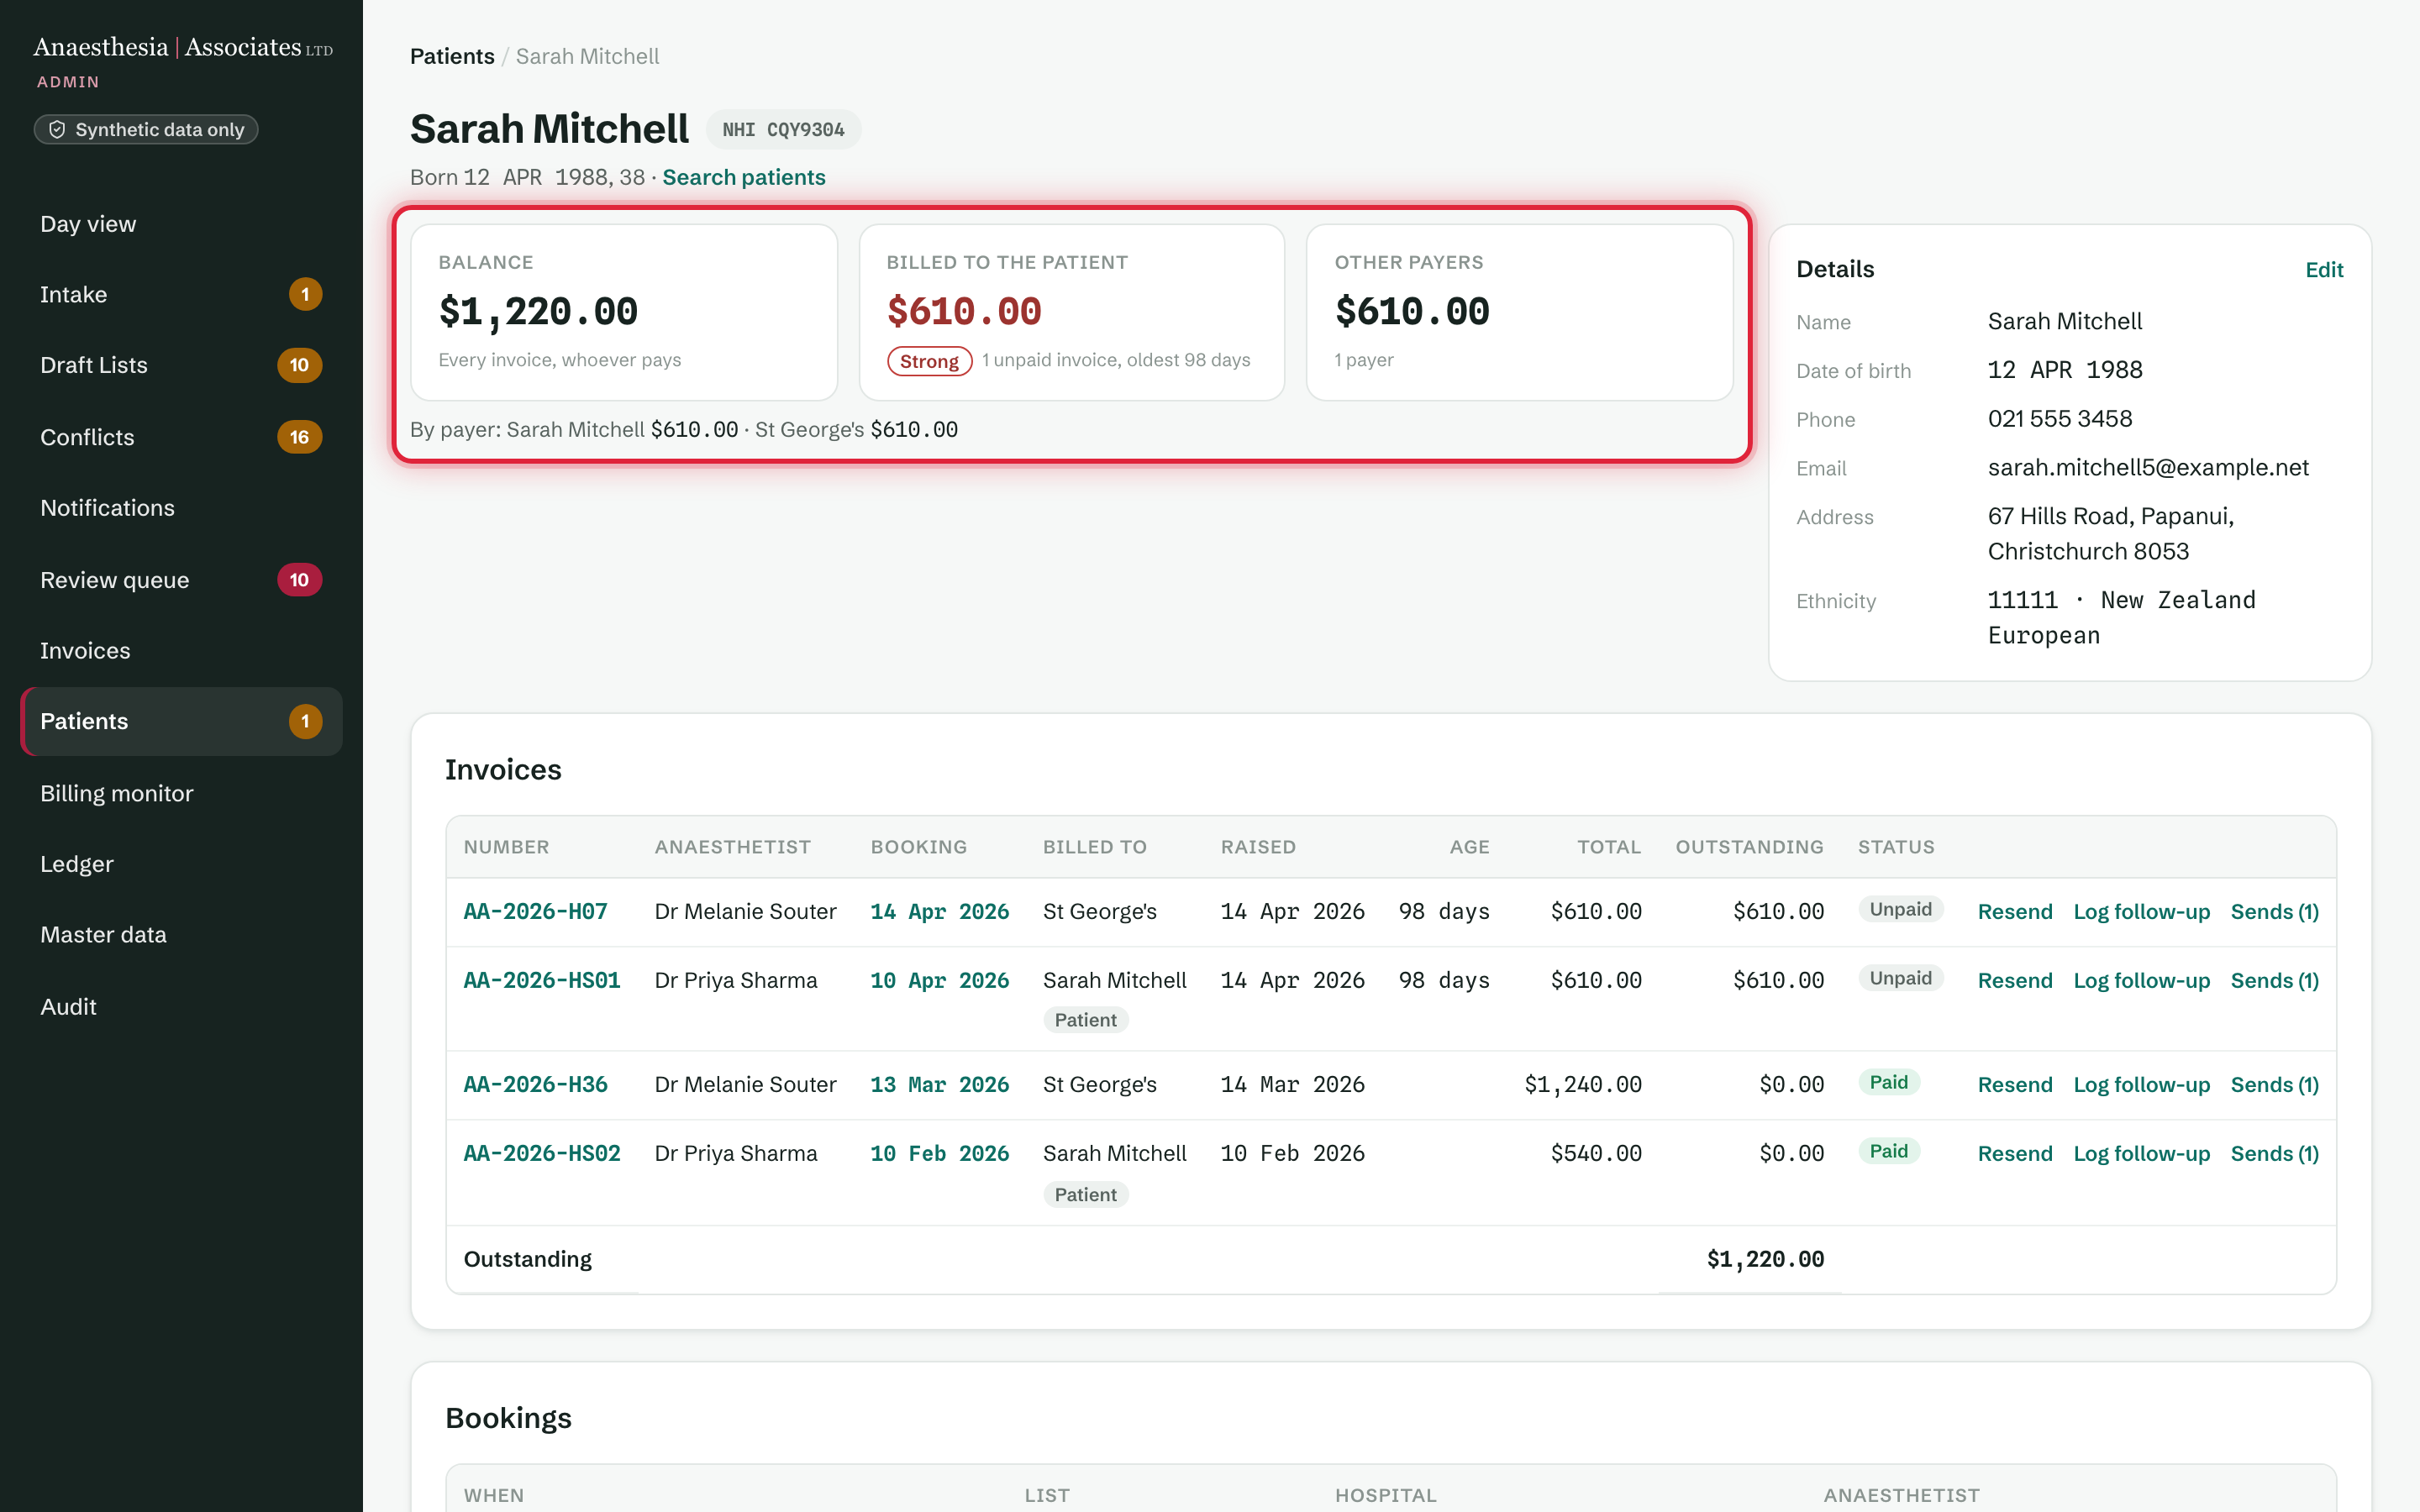 Anaesthesia | Associates LTD
ADMIN
Synthetic data only
Day view
Intake 1
Draft Lists 10
Conflicts 16
Notifications
Review queue 10
Invoices
Patients 1
Billing monitor
Ledger
Master data
Audit
Patients / Sarah Mitchell
Sarah Mitchell NHI CQY9304
Born 12 APR 1988, 38 · Search patients
BALANCE
$1,220.00
Every invoice, whoever pays
BILLED TO THE PATIENT
$610.00
Strong 1 unpaid invoice, oldest 98 days
OTHER PAYERS
$610.00
1 payer
By payer: Sarah Mitchell $610.00 · St George's $610.00
Details Edit
Name Sarah Mitchell
Date of birth 12 APR 1988
Phone 021 555 3458
Email sarah.mitchell5@example.net
Address 67 Hills Road, Papanui,
Christchurch 8053
Ethnicity 11111 · New Zealand
European
Invoices
NUMBER ANAESTHETIST BOOKING BILLED TO RAISED AGE TOTAL OUTSTANDING STATUS
AA-2026-H07 Dr Melanie Souter 14 Apr 2026 St George's 14 Apr 2026 98 days $610.00 $610.00 Unpaid Resend Log follow-up Sends (1)
AA-2026-HS01 Dr Priya Sharma 10 Apr 2026 Sarah Mitchell 14 Apr 2026 98 days $610.00 $610.00 Unpaid Resend Log follow-up Sends (1)
Patient
AA-2026-H36 Dr Melanie Souter 13 Mar 2026 St George's 14 Mar 2026 $1,240.00 $0.00 Paid Resend Log follow-up Sends (1)
AA-2026-HS02 Dr Priya Sharma 10 Feb 2026 Sarah Mitchell 10 Feb 2026 $540.00 $0.00 Paid Resend Log follow-up Sends (1)
Patient
Outstanding $1,220.00
Bookings
WHEN LIST HOSPITAL ANAESTHETIST